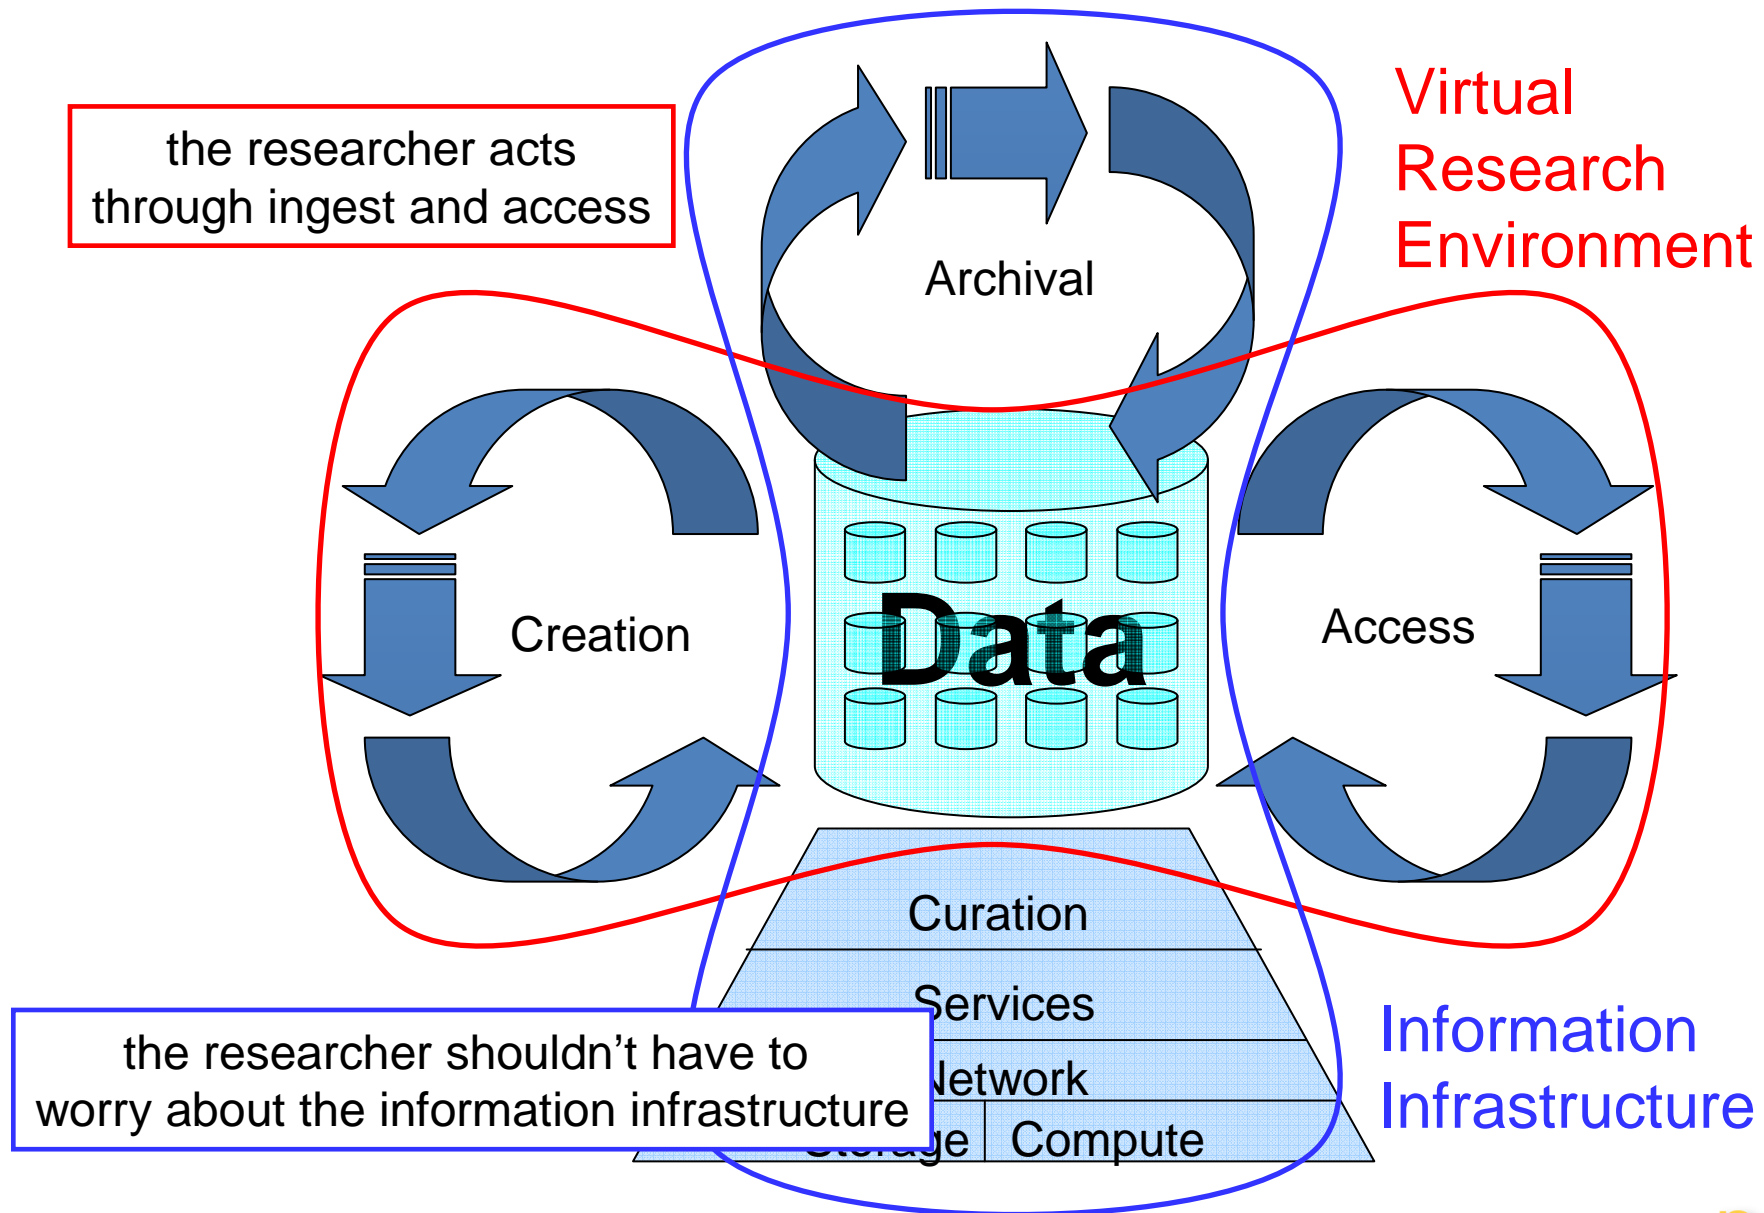 Virtual
Research
Environment
the researcher acts
through ingest and access
Archival
Creation
Data
Access
Curation
Services
Network
Storage
Compute
the researcher shouldn't have to
worry about the information infrastructure
Information
Infrastructure